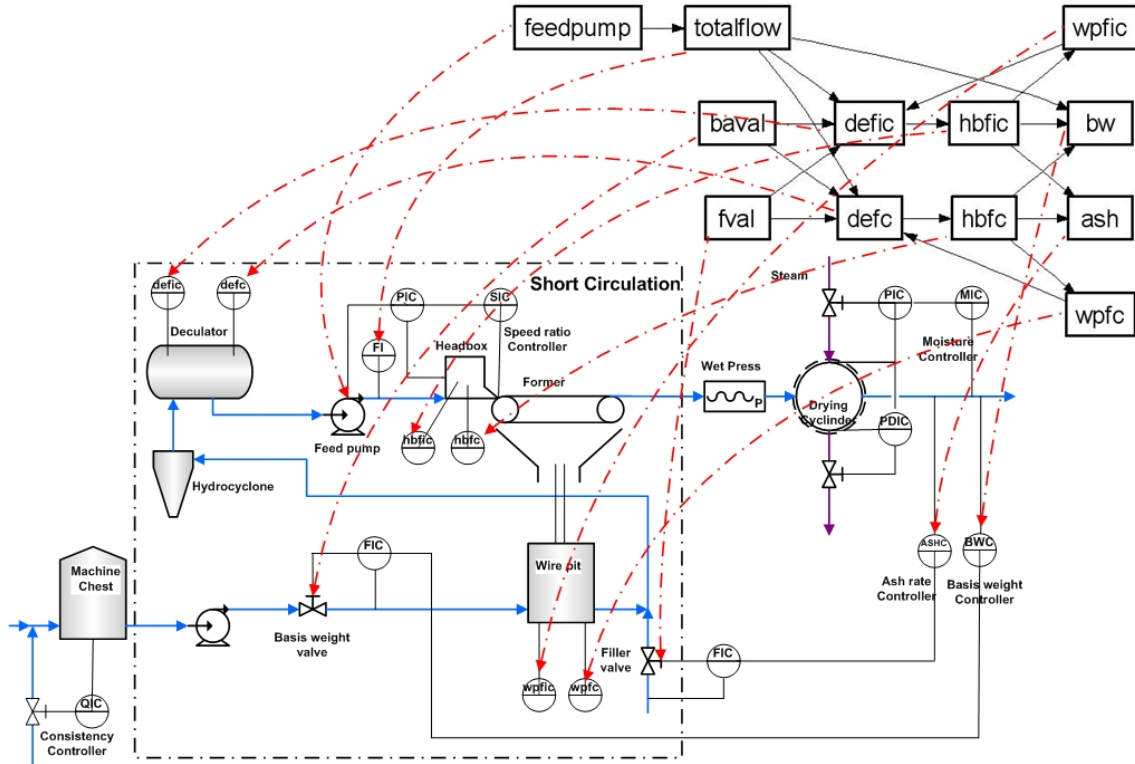 feedpump
totalflow
wpfic
baval
defic
hbfic
bw
fval
defc
hbfc
ash
wpfc
Short Circulation
Steam
defic
defc
PIC
SIC
PIC
MIC
Deculator
FI
Headbox
Speed ratio
Controller
Moisture
Controller
Former
Wet Press
P
Drying
Cyclinder
PDIC
Feed pump
hbfic
hbfc
Hydrocyclone
Machine
Chest
FIC
Wire pit
ASHC
BWC
Ash rate
Controller
Basis weight
Controller
Basis weight
valve
Filler
valve
FIC
wpfic
wpfc
QIC
Consistency
Controller